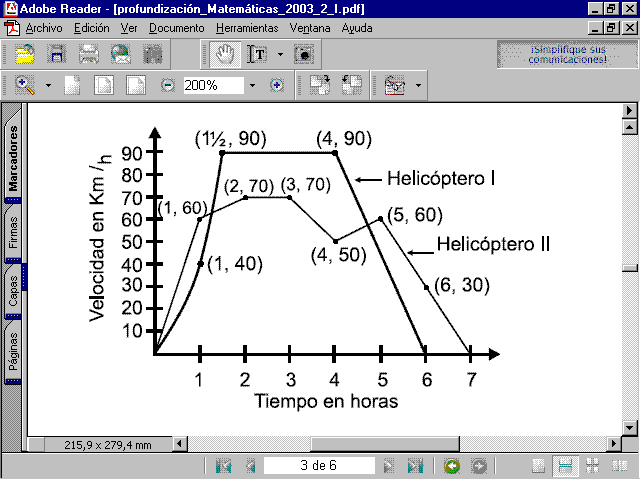 Adobe Reader - [profundización_Matemáticas_2003_2_I.pdf]
Archivo Edición Ver Documento Herramientas Ventana Ayuda
¡Simplifique sus
comunicaciones!
200%
Marcadores
Firmas
Capas
Páginas
Velocidad en Km/h
90
80
70
60
50
40
30
20
10
(1½, 90)
(4, 90)
Helicóptero I
(2, 70)
(3, 70)
(1, 60)
(5, 60)
Helicóptero II
(4, 50)
(1, 40)
(6, 30)
1 2 3 4 5 6 7
Tiempo en horas
215,9 x 279,4 mm
3 de 6